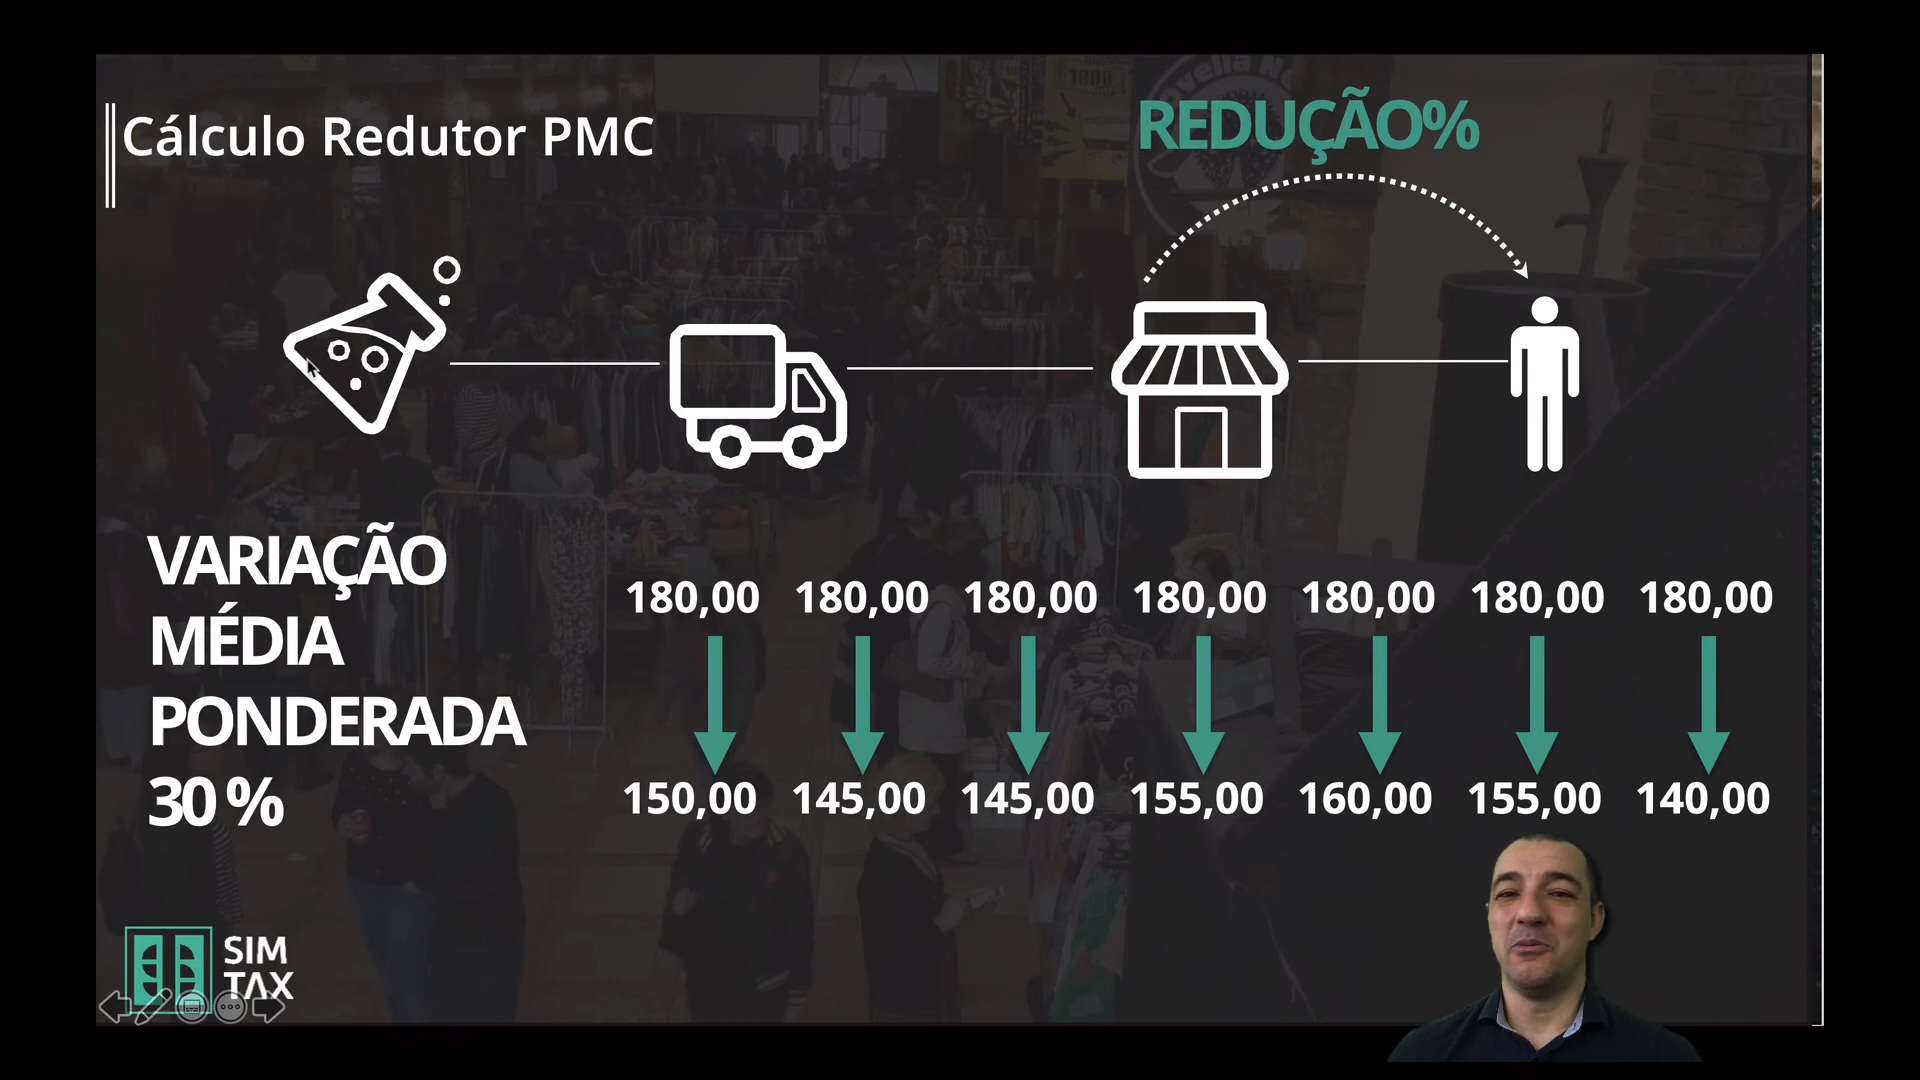 Cálculo Redutor PMC
REDUÇÃO%
VARIAÇÃO
MÉDIA
PONDERADA
30 %
180,00 180,00 180,00 180,00 180,00 180,00 180,00
150,00 145,00 145,00 155,00 160,00 155,00 140,00
SIM
TAX